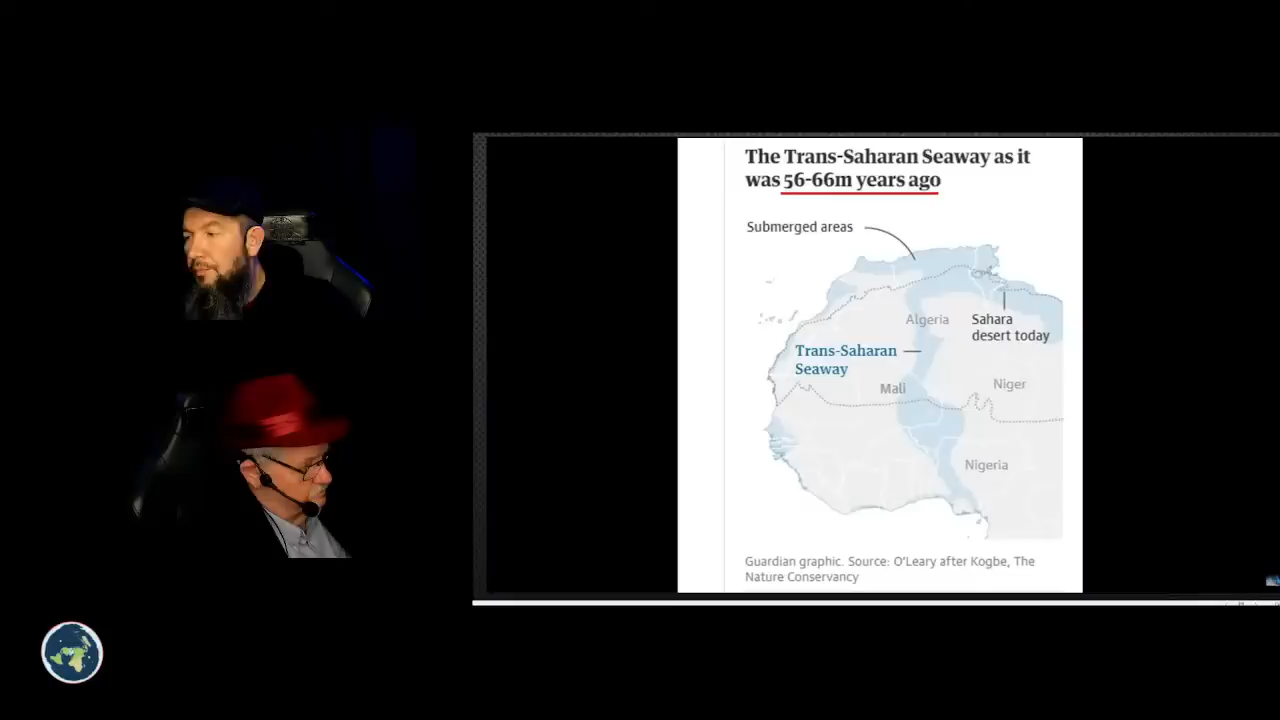 The Trans-Saharan Seaway as it
was 56-66m years ago
Submerged areas
Algeria
Sahara
desert today
Trans-Saharan
Seaway
Mali
Niger
Nigeria
Guardian graphic. Source: O'Leary after Kogbe, The
Nature Conservancy